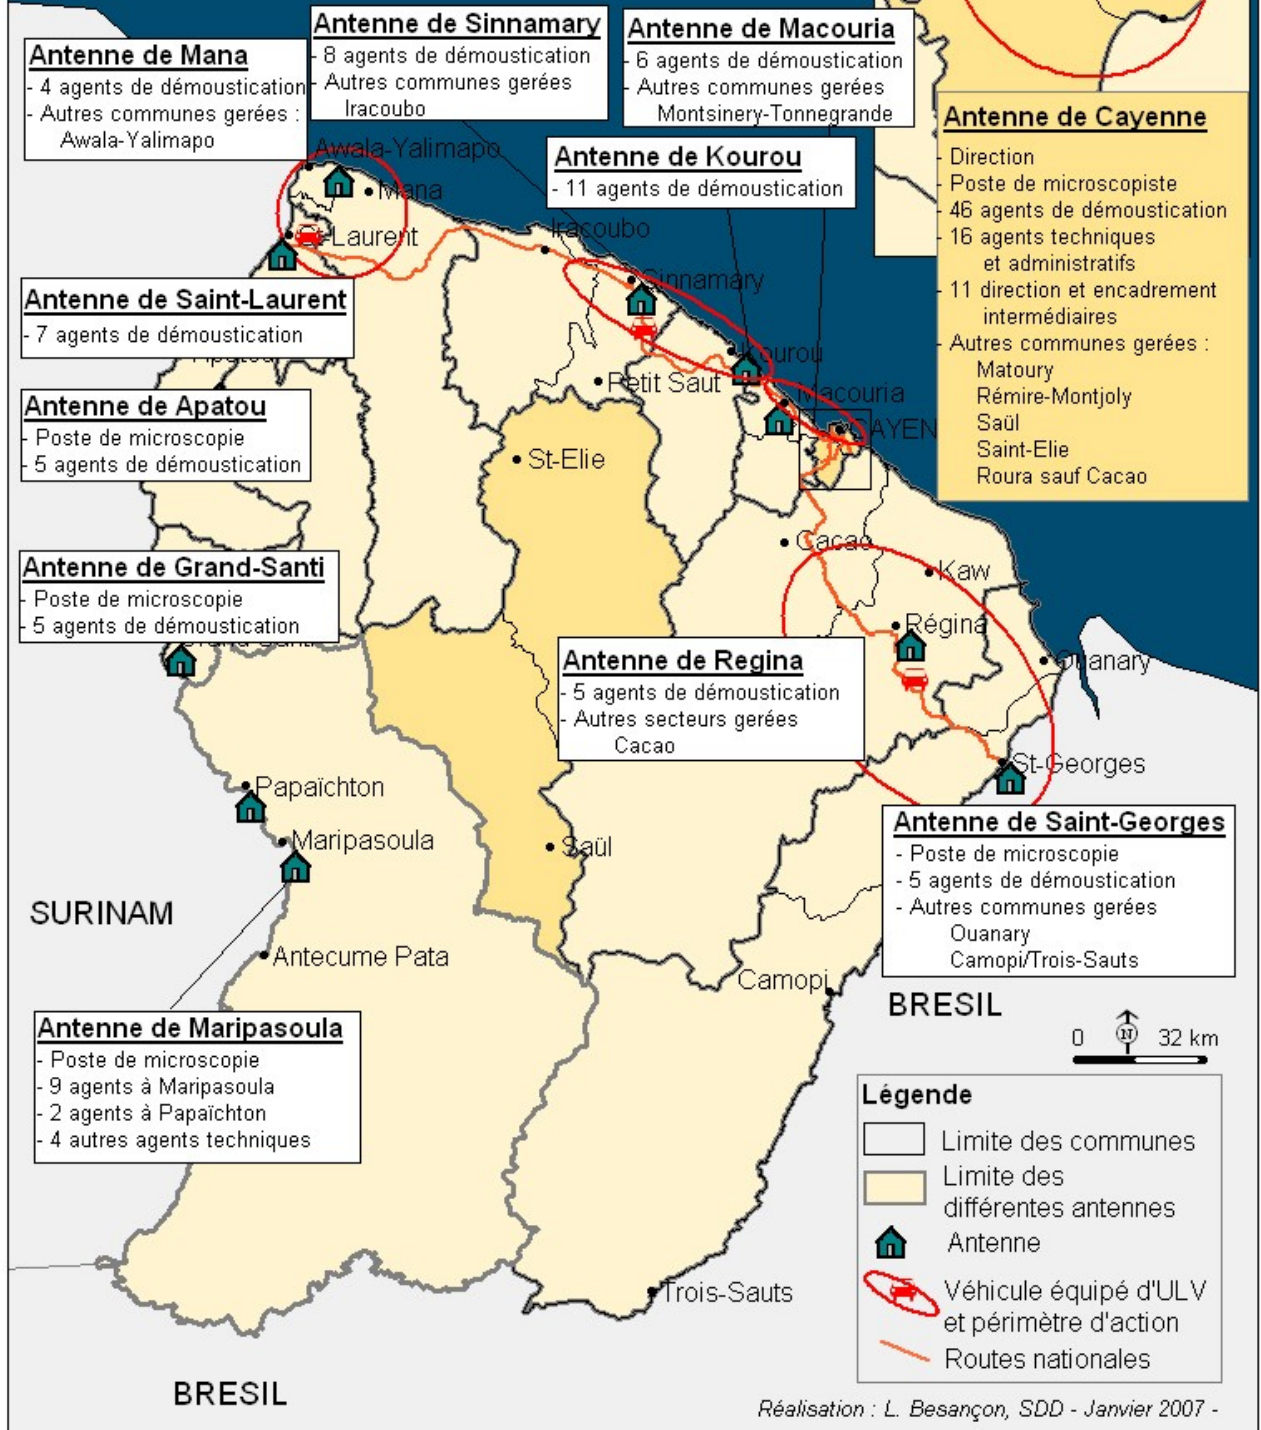 Antenne de Mana
- 4 agents de démoustication
- Autres communes gerées :
Awala-Yalimapo
Antenne de Sinnamary
- 8 agents de démoustication
- Autres communes gerées
Iracoubo
Antenne de Macouria
- 6 agents de démoustication
- Autres communes gerées
Montsinery-Tonnegrande
Antenne de Cayenne
- Direction
- Poste de microscopiste
- 46 agents de démoustication
- 16 agents techniques
et administratifs
- 11 direction et encadrement
intermédiaires
- Autres communes gerées :
Matoury
Rémire-Montjoly
Saül
Saint-Elie
Roura sauf Cacao
Antenne de Kourou
- 11 agents de démoustication
Awala-Yalimapo
Mana
St-Laurent
Iracoubo
Sinnamary
Antenne de Saint-Laurent
- 7 agents de démoustication
Kourou
Petit Saut
Macouria
Antenne de Apatou
- Poste de microscopie
- 5 agents de démoustication
CAYEN
St-Elie
Cacao
Kaw
Antenne de Grand-Santi
- Poste de microscopie
- 5 agents de démoustication
Régina
Ouanary
Antenne de Regina
- 5 agents de démoustication
- Autres secteurs gerées
Cacao
St-Georges
Papaïchton
Maripasoula
Saül
Antenne de Saint-Georges
- Poste de microscopie
- 5 agents de démoustication
- Autres communes gerées
Ouanary
Camopi/Trois-Sauts
SURINAM
Antecume Pata
Camopi
BRESIL
Antenne de Maripasoula
- Poste de microscopie
- 9 agents à Maripasoula
- 2 agents à Papaïchton
- 4 autres agents techniques
0 N 32 km
Légende
Limite des communes
Limite des
différentes antennes
Antenne
Véhicule équipé d'ULV
et périmètre d'action
Routes nationales
Trois-Sauts
BRESIL
Réalisation : L. Besançon, SDD - Janvier 2007 -